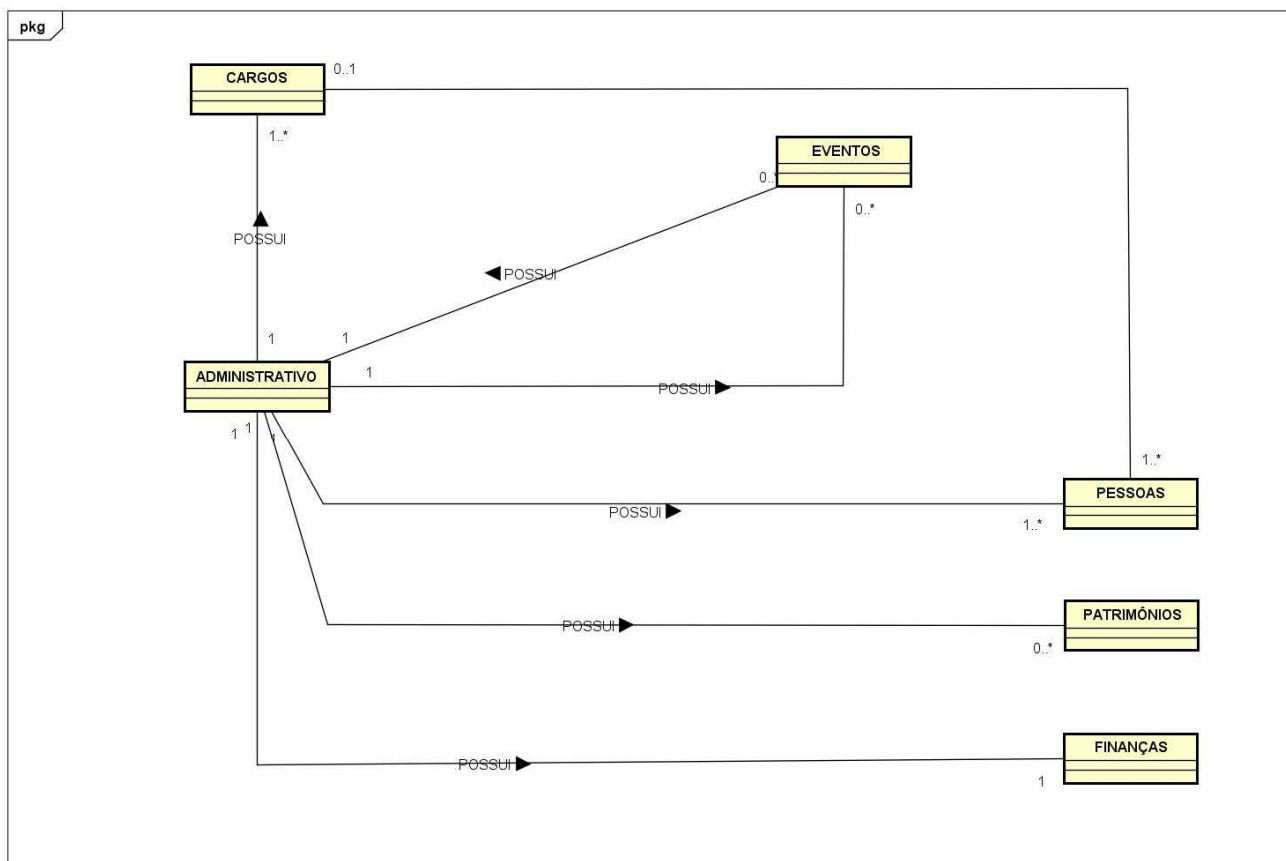 pkg
CARGOS
0..1
1..*
EVENTOS
0..*
POSSUI
POSSUI
1
1
ADMINISTRATIVO
1
POSSUI
1
1
1
1..*
PESSOAS
POSSUI
1..*
PATRIMÔNIOS
POSSUI
0..*
FINANÇAS
POSSUI
1